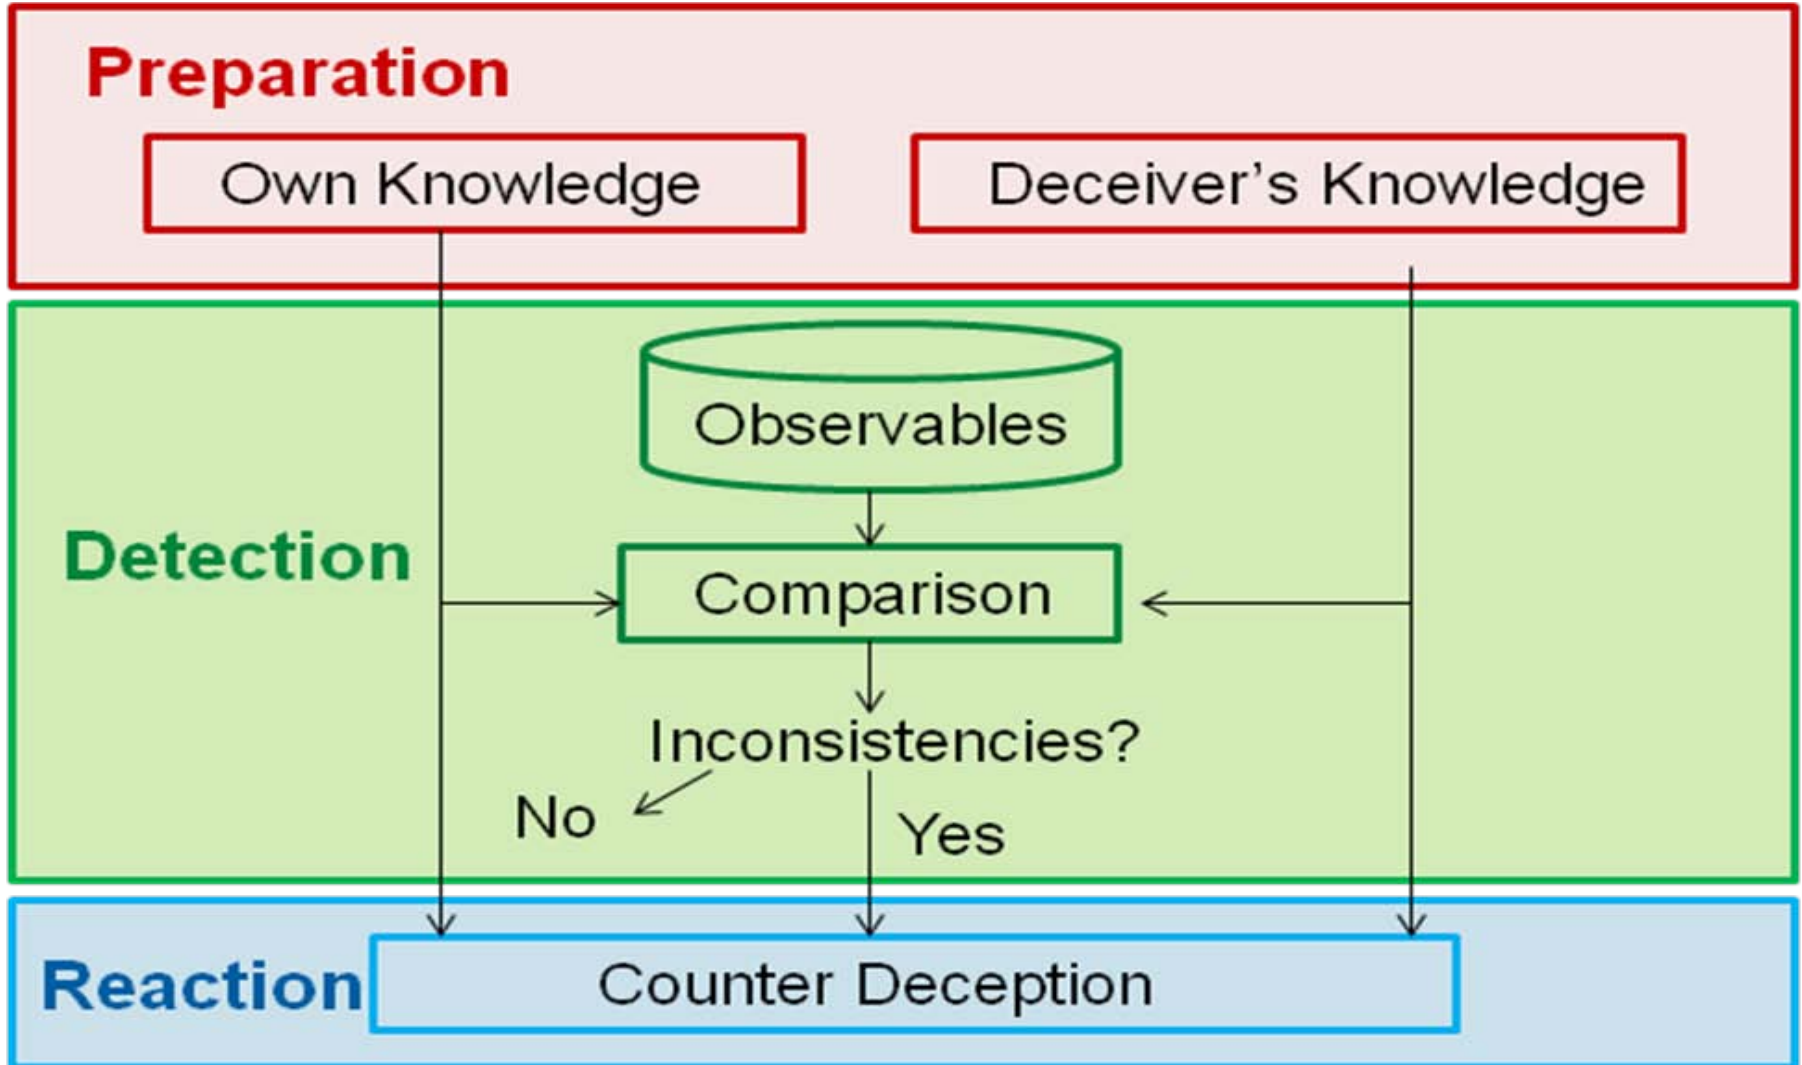 Preparation
Own Knowledge
Deceiver’s Knowledge
Observables
Detection
Comparison
Inconsistencies?
No
Yes
Reaction
Counter Deception